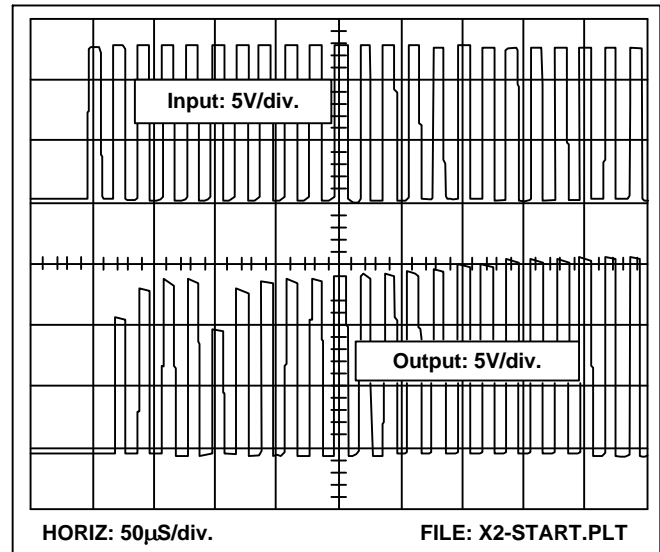 Input: 5V/div.
Output: 5V/div.
HORIZ: 50µS/div. FILE: X2-START.PLT